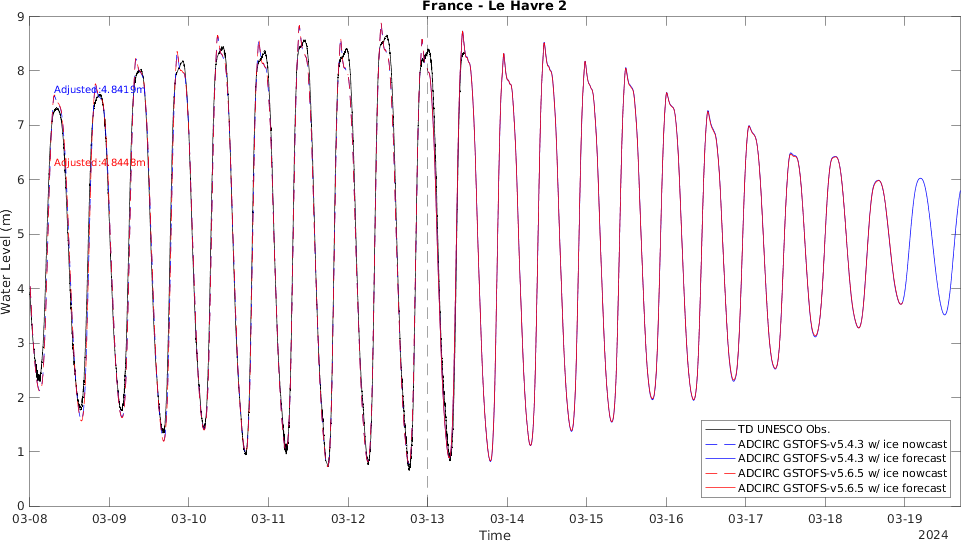 France - Le Havre 2
Water Level (m)
9
8
7
6
5
4
3
2
1
0
Adjusted:4.8419m
Adjusted:4.8448m
TD UNESCO Obs.
ADCIRC GSTOFS-v5.4.3 w/ ice nowcast
ADCIRC GSTOFS-v5.4.3 w/ ice forecast
ADCIRC GSTOFS-v5.6.5 w/ ice nowcast
ADCIRC GSTOFS-v5.6.5 w/ ice forecast
03-08 03-09 03-10 03-11 03-12 03-13 03-14 03-15 03-16 03-17 03-18 03-19
Time
2024